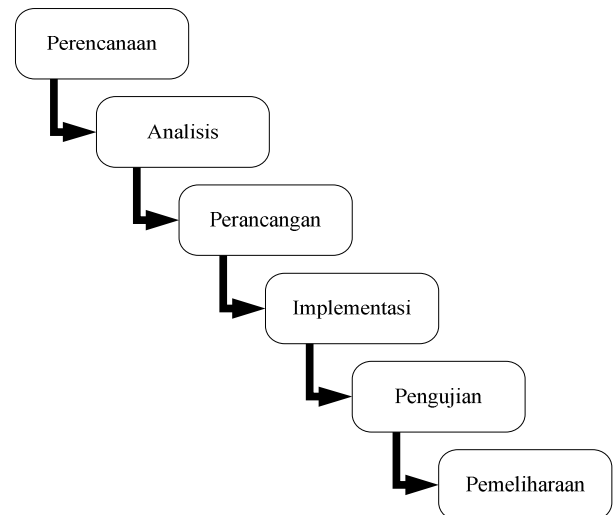 Perencanaan
Analisis
Perancangan
Implementasi
Pengujian
Pemeliharaan